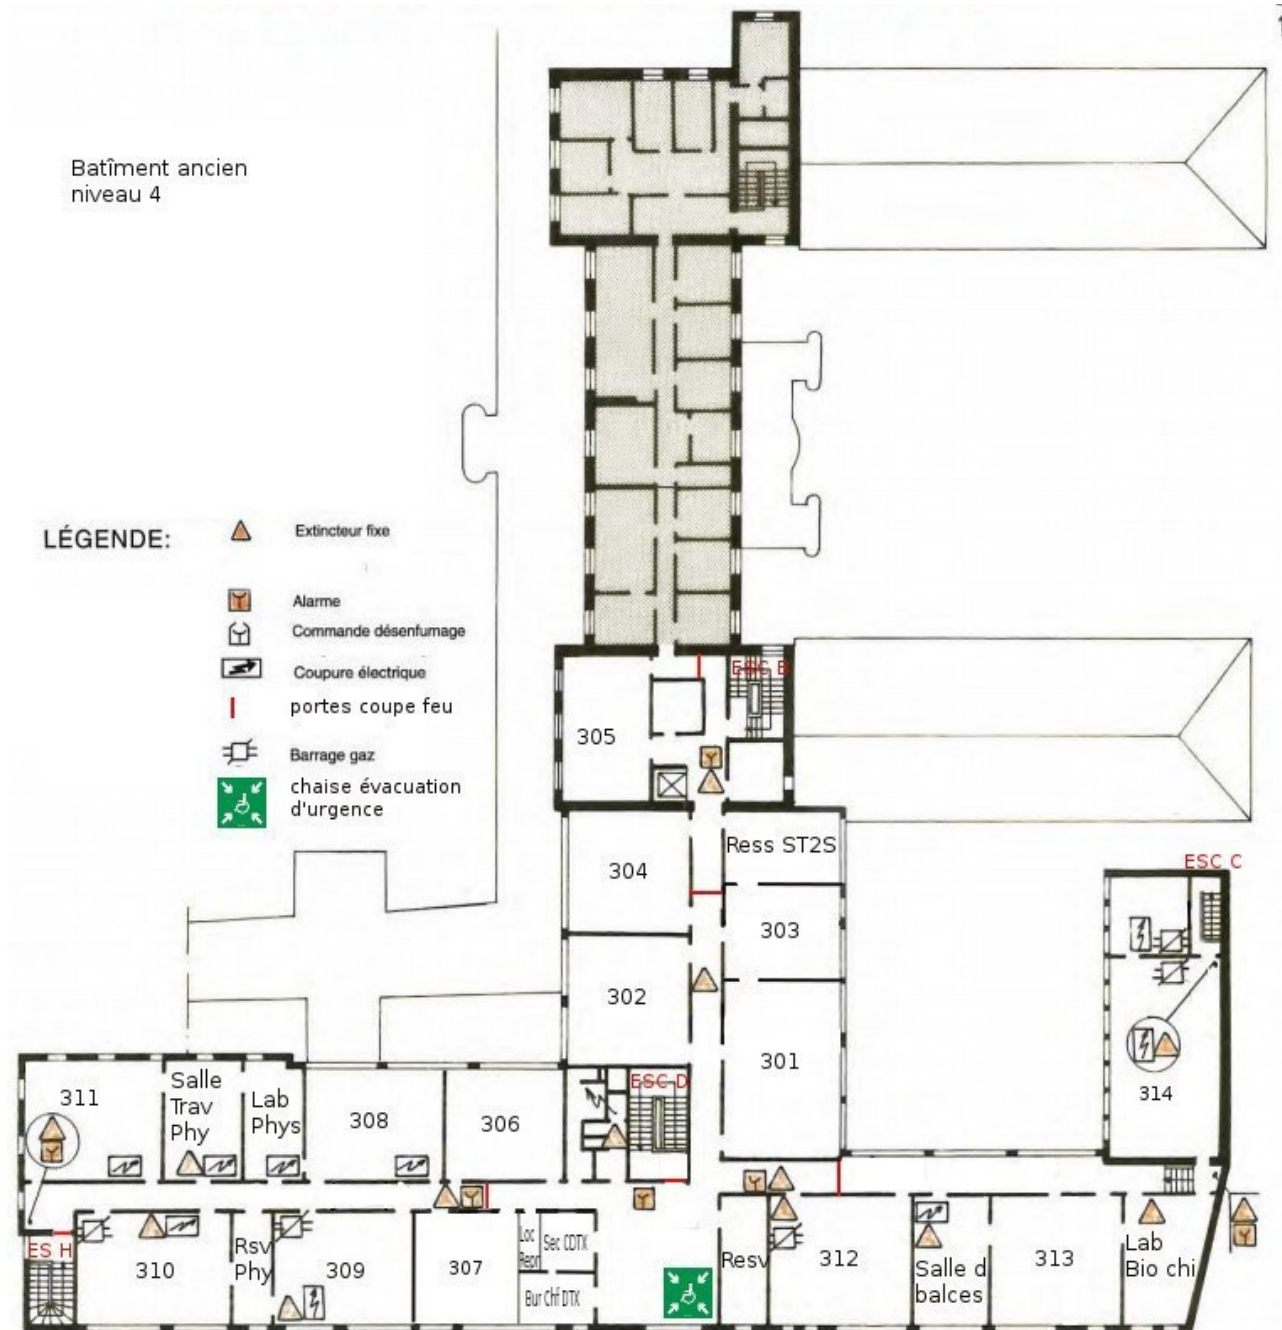 Batîment ancien
niveau 4
LÉGENDE:
Extincteur fixe
Alarme
Commande désenfumage
Coupure électrique
portes coupe feu
Barrage gaz
chaise évacuation
d'urgence
ESC B
305
Ress ST2S
304
303
302
301
ESC C
314
ESC D
311
Salle
Trav
Phy
Lab
Phys
308
306
ES H
310
Rsv
Phy
309
307
Loc
Repr
Sec CDTX
Bur Chf DTX
Resv
312
Salle d
balces
313
Lab
Bio chi